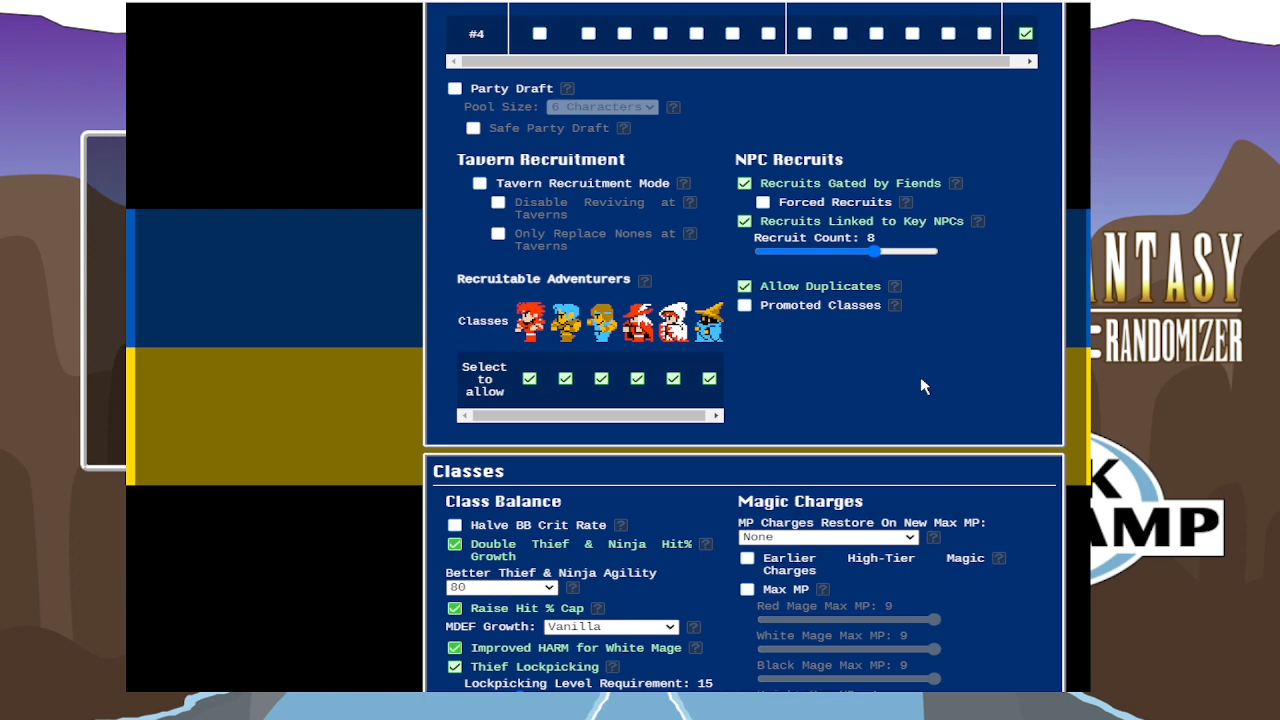 #4
Party Draft ?
Pool Size: 6 Characters ?
Safe Party Draft ?
Tavern Recruitment
Tavern Recruitment Mode ?
Disable Reviving at ?
Taverns
Only Replace Nones at ?
Taverns
Recruitable Adventurers ?
Classes
Select
to
allow
NPC Recruits
Recruits Gated by Fiends ?
Forced Recruits ?
Recruits Linked to Key NPCs ?
Recruit Count: 8
Allow Duplicates ?
Promoted Classes ?
NTASY
RANDOMIZER
K
AMP
Classes
Class Balance
Halve BB Crit Rate ?
Double Thief & Ninja Hit% ?
Growth
Better Thief & Ninja Agility
80 ?
Raise Hit % Cap ?
MDEF Growth: Vanilla ?
Improved HARM for White Mage ?
Thief Lockpicking ?
Lockpicking Level Requirement: 15
Magic Charges
MP Charges Restore On New Max MP:
None ?
Earlier High-Tier Magic ?
Charges
Max MP ?
Red Mage Max MP: 9
White Mage Max MP: 9
Black Mage Max MP: 9